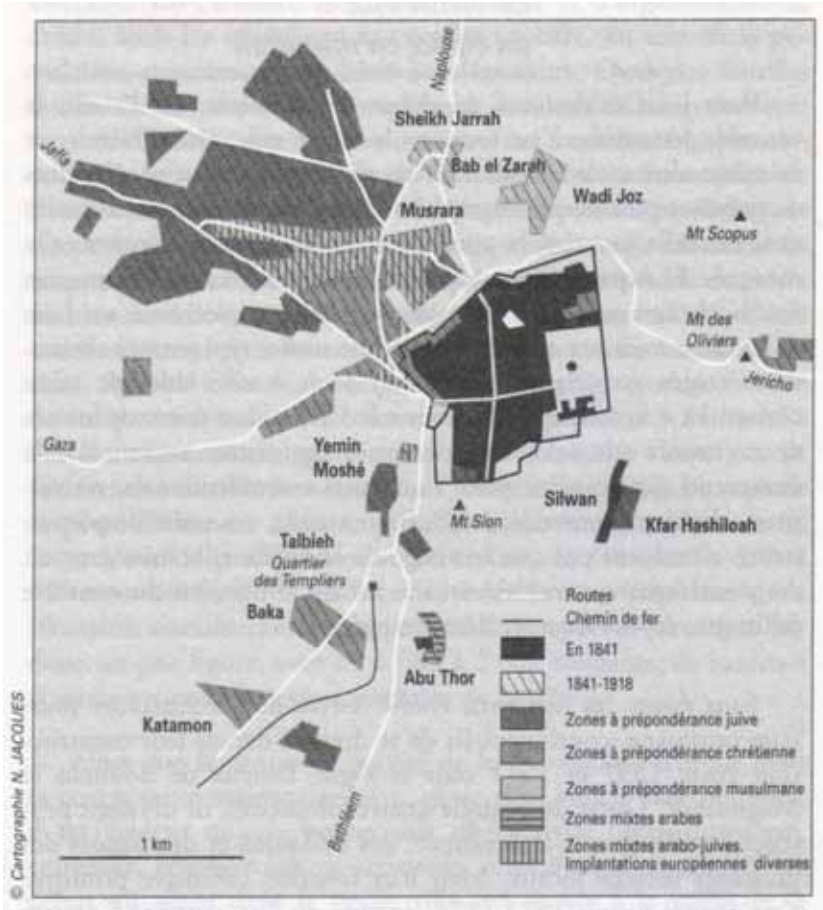 Naplouse
Sheikh Jarrah
Jaffa
Bab el Zarah
Wadi Joz
Musrara
Mt Scopus
Mt des
Oliviers
Jericho
Gaza
Yemin
Moshé
Silwan
Mt Sion
Kfar Hashiloah
Talbieh
Quartier
des Templiers
Baka
Abu Thor
Katamon
Bethléem
Routes
Chemin de fer
En 1841
1841-1918
Zones à prépondérance juive
Zones à prépondérance chrétienne
Zones à prépondérance musulmane
Zones mixtes arabes
Zones mixtes arabo-juives.
Implantations européennes diverses
1 km
© Cartographie N. JACQUES